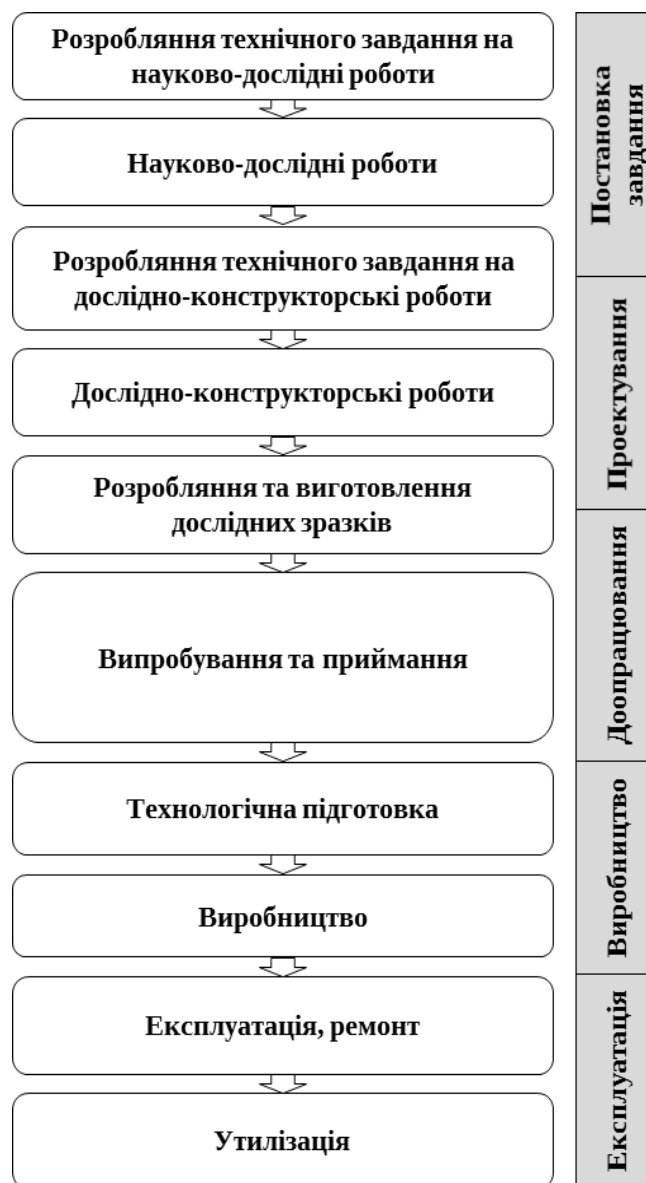 Розробляння технічного завдання на
науково-дослідні роботи
Науково-дослідні роботи
Розробляння технічного завдання на
дослідно-конструкторські роботи
Дослідно-конструкторські роботи
Розробляння та виготовлення
дослідних зразків
Випробування та приймання
Технологічна підготовка
Виробництво
Експлуатація, ремонт
Утилізація
Постановка
завдання
Проектування
Доопрацювання
Виробництво
Експлуатація